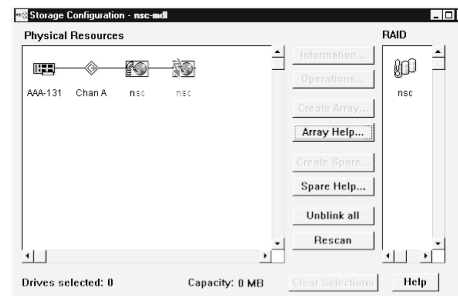 Storage Configuration - nsc-mdl
Physical Resources
RAID
AAA-131
Chan A
nsc
nsc
nsc
Information...
Operations...
Create Array...
Array Help...
Create Spare...
Spare Help...
Unblink all
Rescan
Drives selected: 0
Capacity: 0 MB
Clear Selections
Help